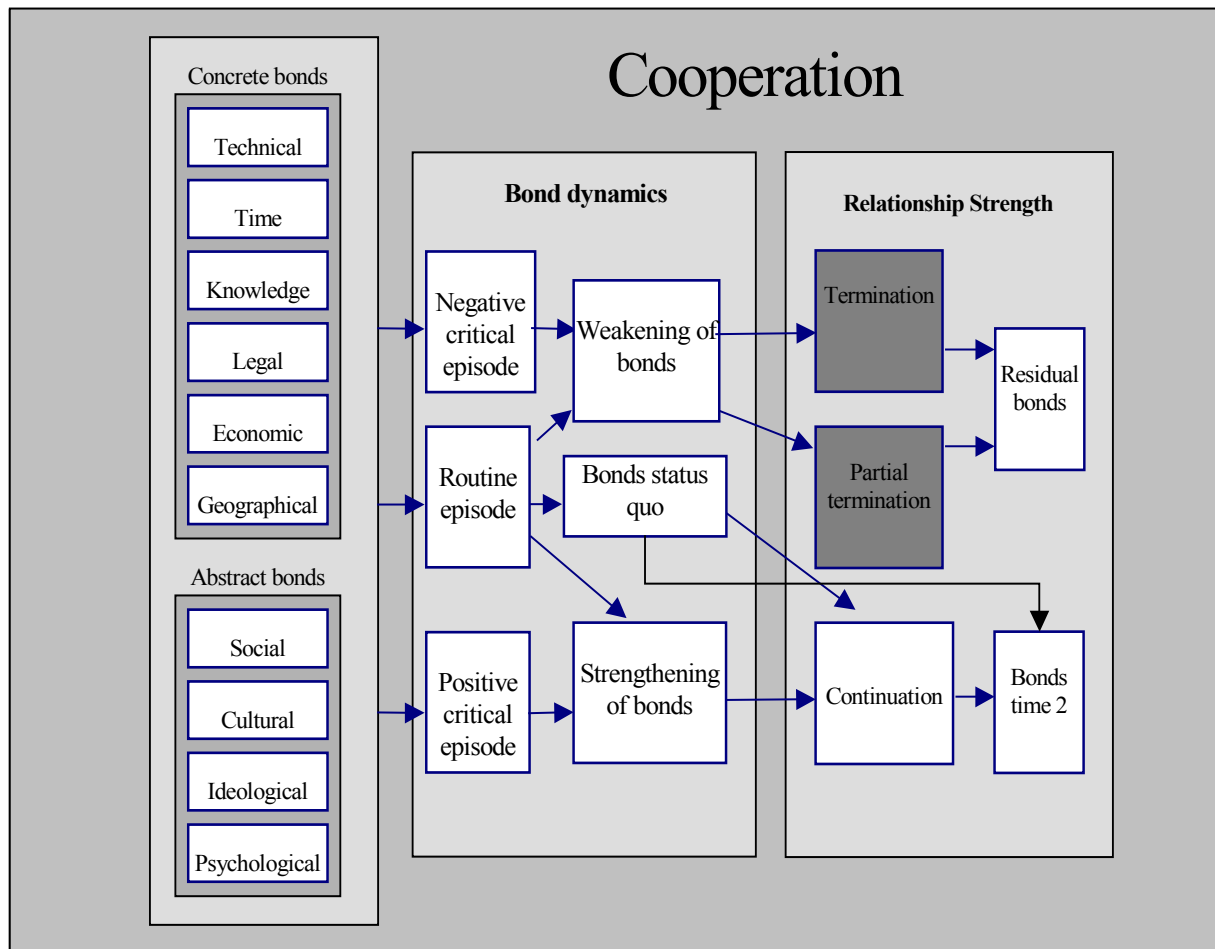 Cooperation
Concrete bonds
Technical
Time
Knowledge
Legal
Economic
Geographical
Abstract bonds
Social
Cultural
Ideological
Psychological
Bond dynamics
Negative
critical
episode
Weakening of
bonds
Routine
episode
Bonds status
quo
Positive
critical
episode
Strengthening
of bonds
Relationship Strength
Termination
Partial
termination
Residual
bonds
Continuation
Bonds
time 2